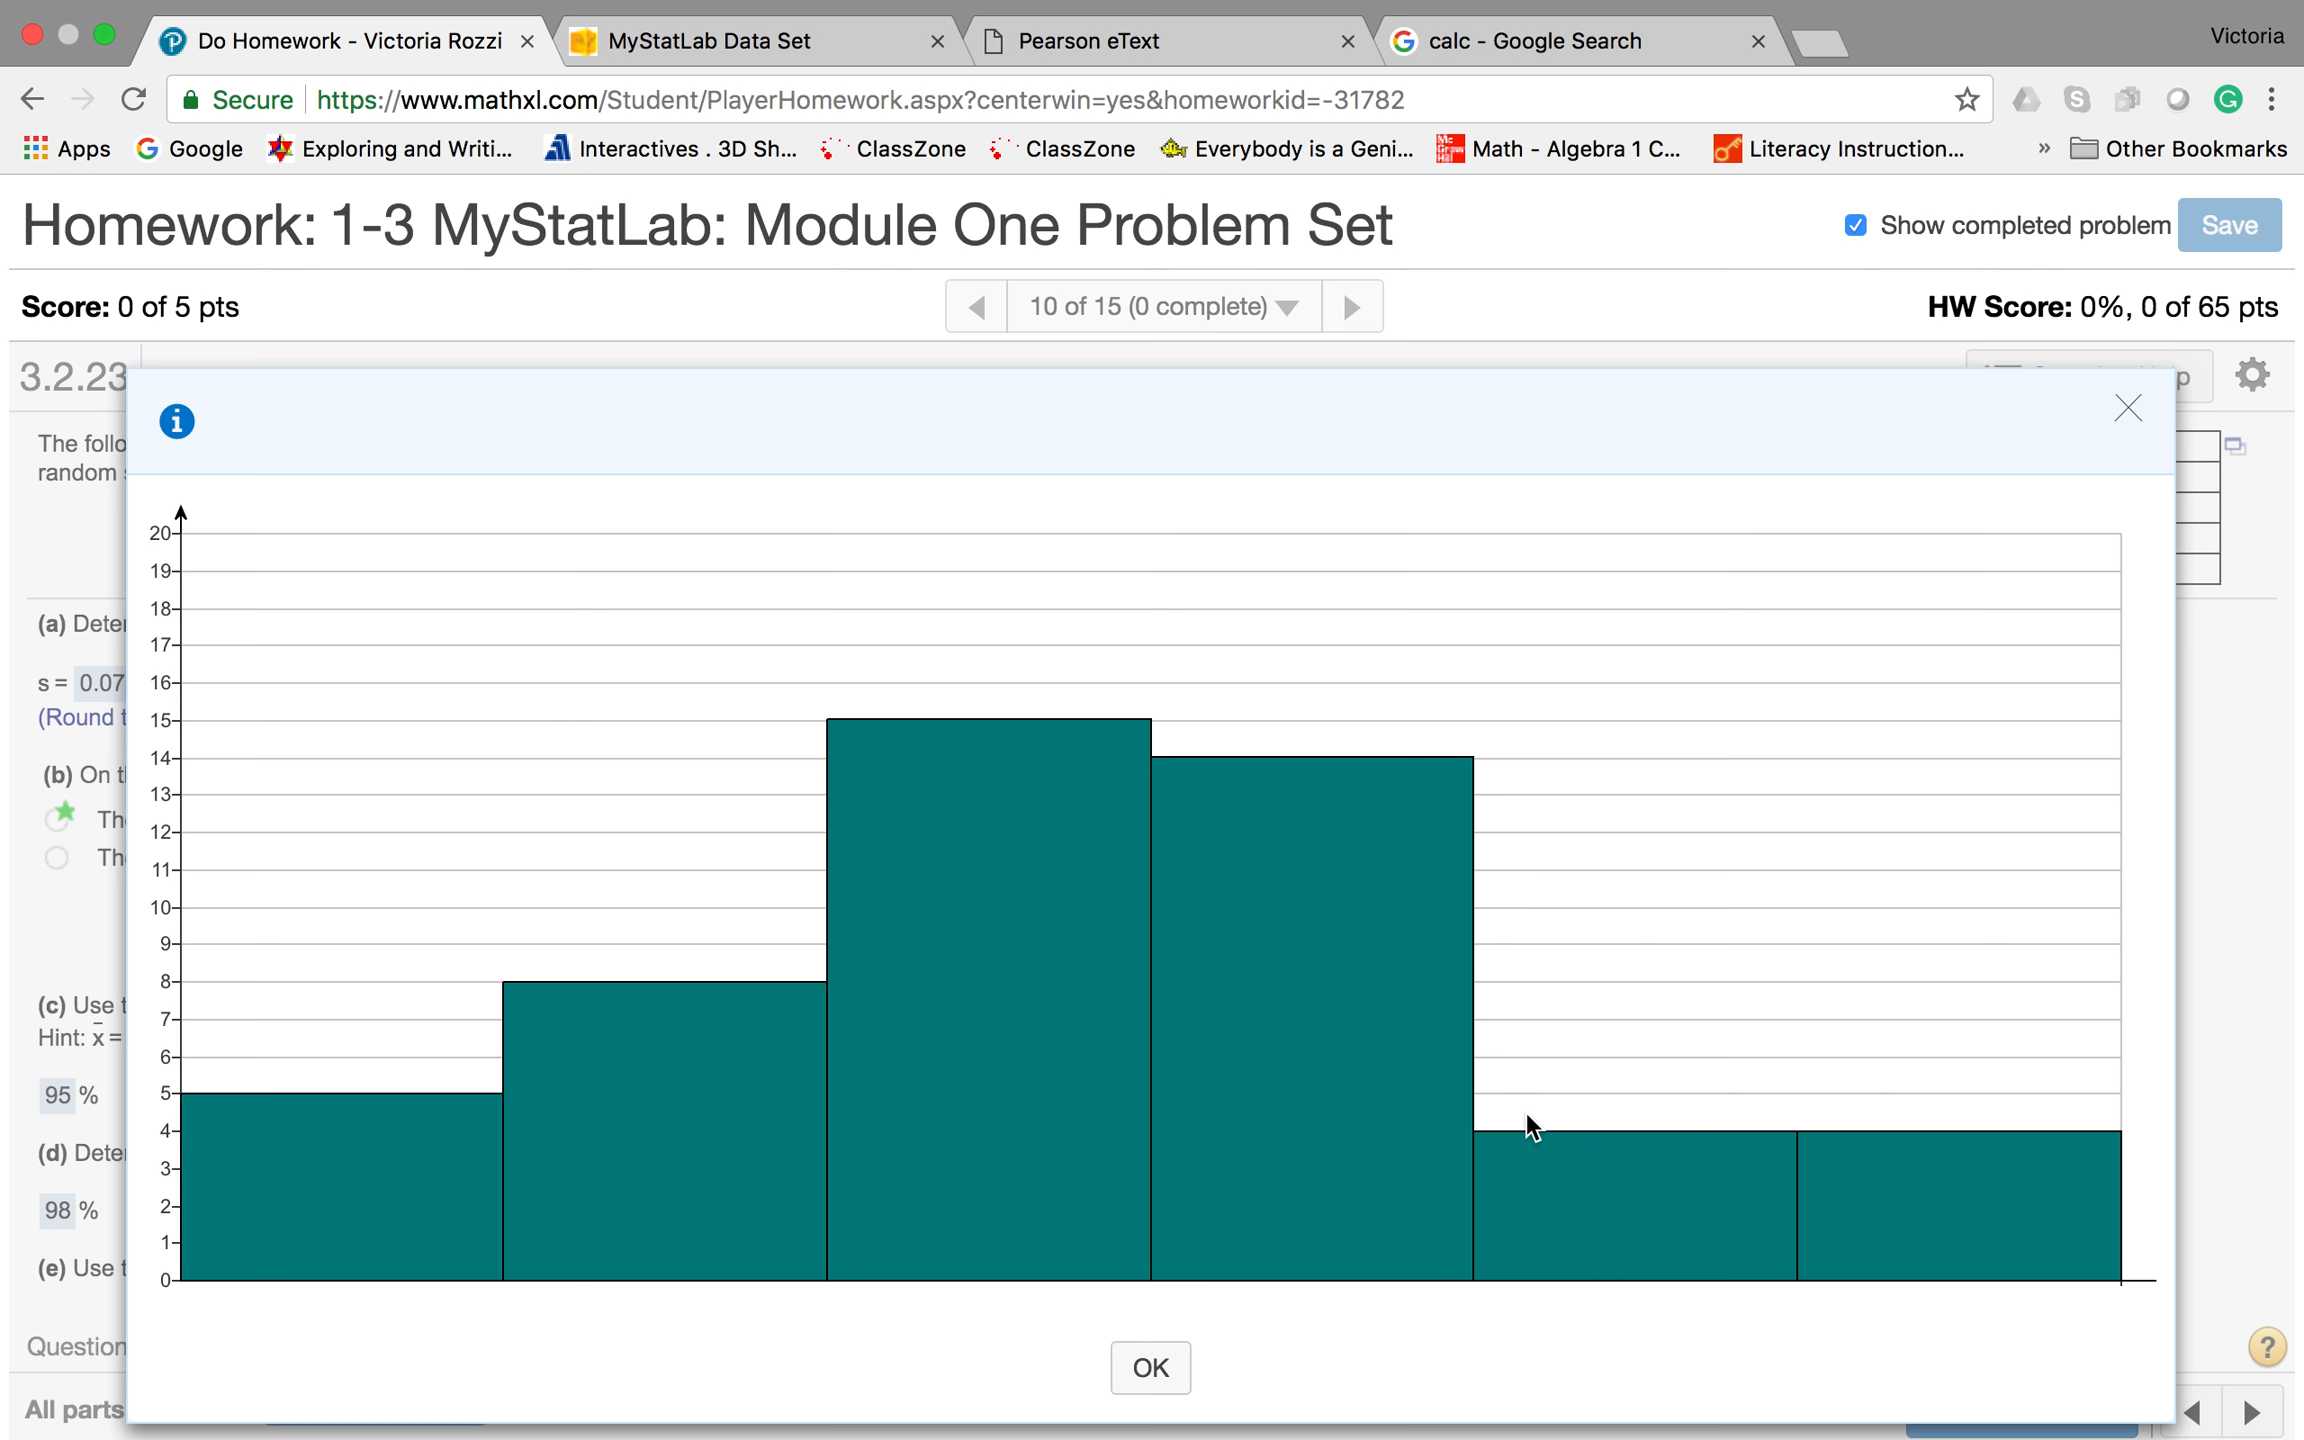 Do Homework - Victoria Rozzi
MyStatLab Data Set
Pearson eText
calc - Google Search
Victoria
Secure
https://www.mathxl.com/Student/PlayerHomework.aspx?centerwin=yes&homeworkid=-31782
Apps
Google
Exploring and Writi...
Interactives . 3D Sh...
ClassZone
ClassZone
Everybody is a Geni...
Math - Algebra 1 C...
Literacy Instruction...
»
Other Bookmarks
Homework: 1-3 MyStatLab: Module One Problem Set
Show completed problem
Save
Score: 0 of 5 pts
10 of 15 (0 complete)
HW Score: 0%, 0 of 65 pts
3.2.23
p
The follo
random
(a) Deter
s = 0.07
(Round t
(b) On t
Th
Th
(c) Use t
Hint: x̄ =
95 %
(d) Deter
98 %
(e) Use t
Question
All parts
20
19
18
17
16
15
14
13
12
11
10
9
8
7
6
5
4
3
2
1
0
OK
?